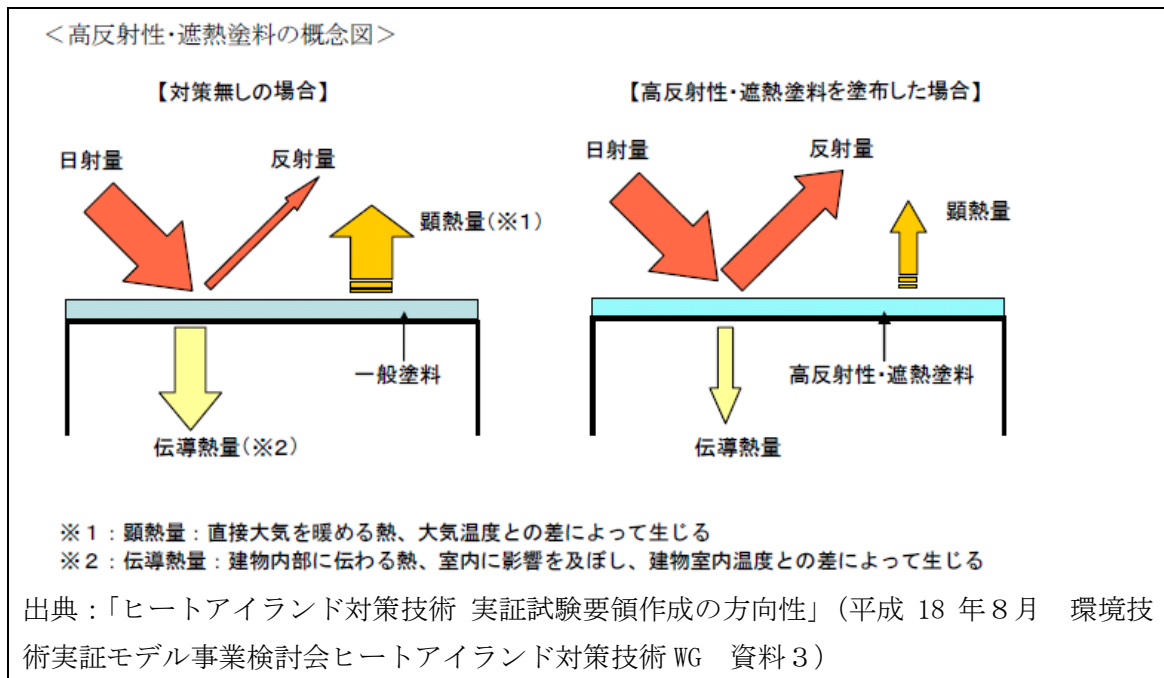 ＜高反射性・遮熱塗料の概念図＞
【対策無しの場合】
日射量
反射量
顕熱量(※1)
一般塗料
伝導熱量(※2)
【高反射性・遮熱塗料を塗布した場合】
日射量
反射量
顕熱量
高反射性・遮熱塗料
伝導熱量
※１：顕熱量：直接大気を暖める熱、大気温度との差によって生じる
※２：伝導熱量：建物内部に伝わる熱、室内に影響を及ぼし、建物室内温度との差によって生じる
出典：「ヒートアイランド対策技術 実証試験要領作成の方向性」（平成 18 年８月　環境技
術実証モデル事業検討会ヒートアイランド対策技術 WG　資料３）